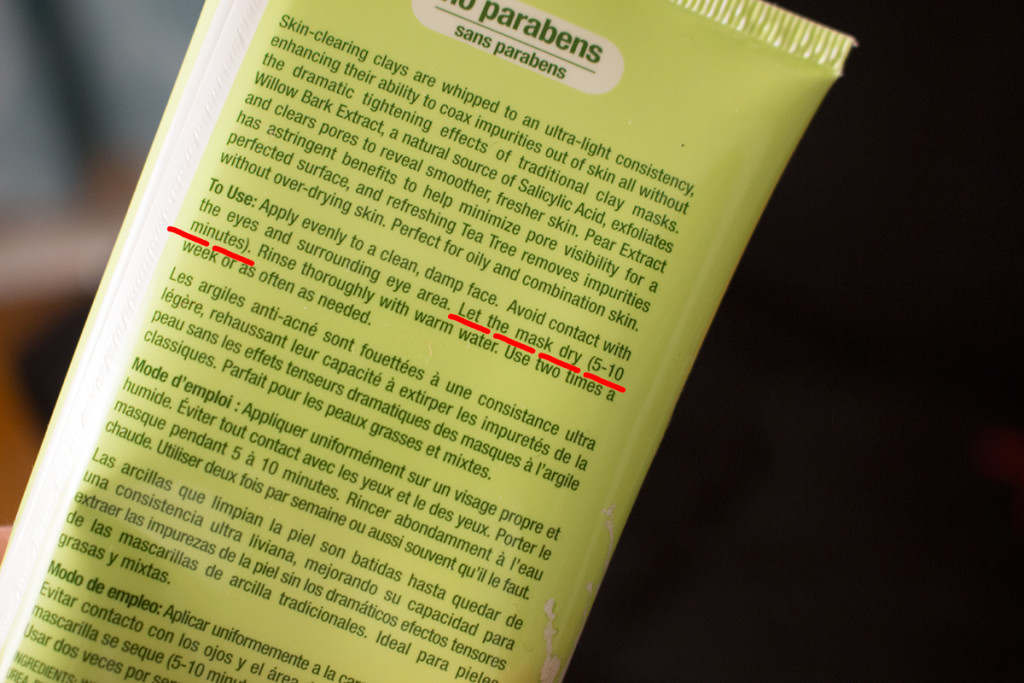 no parabens
sans parabens
Skin-clearing clays are whipped to an ultra-light consistency,
enhancing their ability to coax impurities out of skin all without
the dramatic tightening effects of traditional clay masks.
Willow Bark Extract, a natural source of Salicylic Acid, exfoliates
and clears pores to reveal smoother, fresher skin. Pear Extract
has astringent benefits to help minimize pore visibility for a
perfected surface, and refreshing Tea Tree removes impurities
without over-drying skin. Perfect for oily and combination skin.
To Use: Apply evenly to a clean, damp face. Avoid contact with
the eyes and surrounding eye area. Let the mask dry (5-10
minutes). Rinse thoroughly with warm water. Use two times a
week or as often as needed.
Les argiles anti-acné sont fouettées à une consistance ultra
légère, rehaussant leur capacité à extirper les impuretés de la
peau sans les effets tenseurs dramatiques des masques à l'argile
classiques. Parfait pour les peaux grasses et mixtes.
Mode d'emploi : Appliquer uniformément sur un visage propre et
humide. Éviter tout contact avec les yeux et le des yeux. Porter le
masque pendant 5 à 10 minutes. Rincer abondamment à l'eau
chaude. Utiliser deux fois par semaine ou aussi souvent qu'il le faut.
Las arcillas que limpian la piel son batidas hasta quedar de
una consistencia ultra liviana, mejorando su capacidad para
extraer las impurezas de la piel sin los dramáticos efectos tensores
de las mascarillas de arcilla tradicionales. Ideal para pieles
grasas y mixtas.
Modo de empleo: Aplicar uniformemente a la
Evitar contacto con los ojos y el área
mascarilla se seque (5-10
Usar dos veces por
INGREDIENTS: